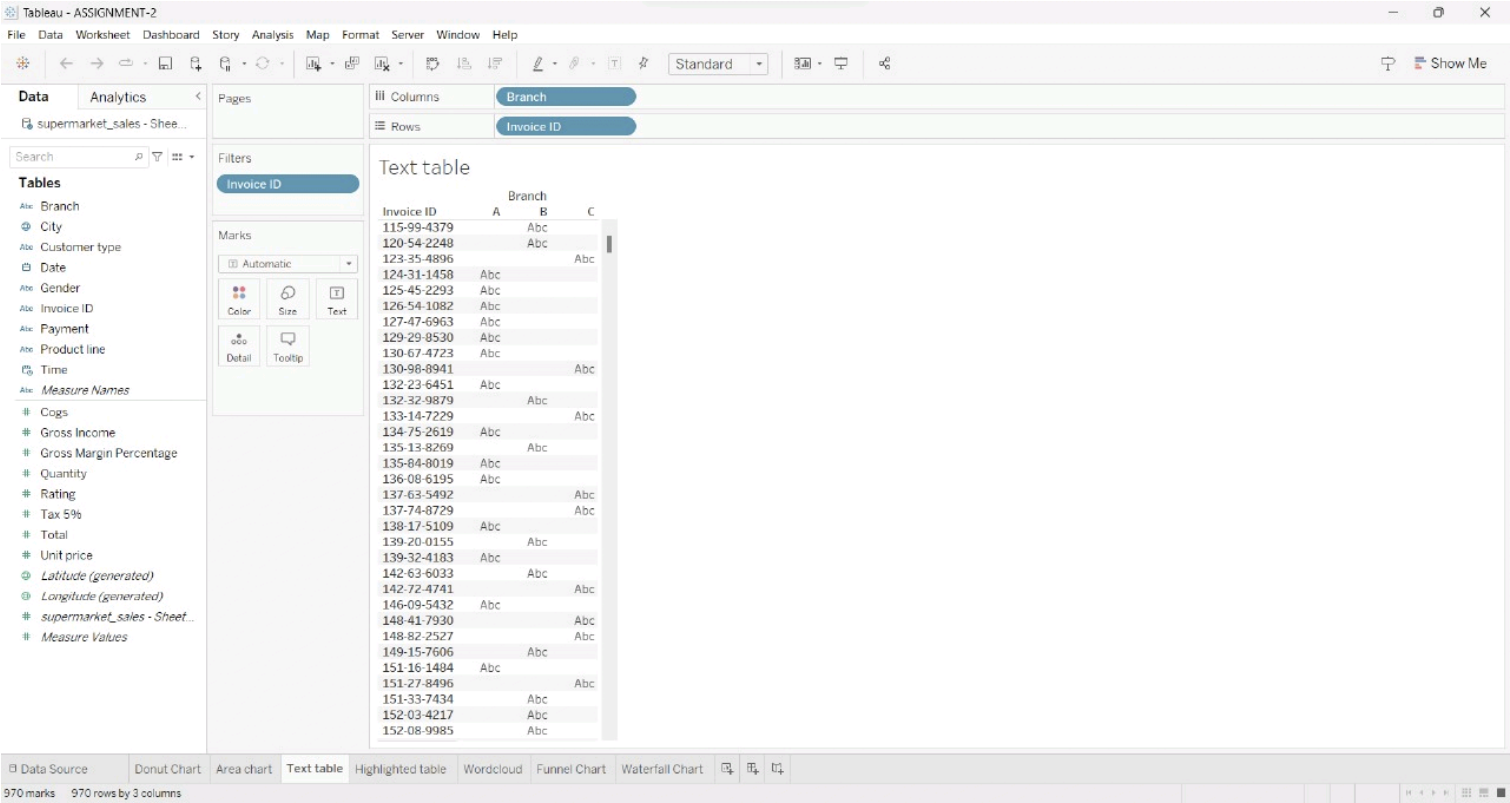 Tableau - ASSIGNMENT-2
File Data Worksheet Dashboard Story Analysis Map Format Server Window Help
Standard
Show Me
Data Analytics
supermarket_sales - Shee...
Search
Tables
Abc Branch
City
Abc Customer type
Date
Abc Gender
Abc Invoice ID
Abc Payment
Abc Product line
Time
Abc Measure Names
# Cogs
# Gross Income
# Gross Margin Percentage
# Quantity
# Rating
# Tax 5%
# Total
# Unit price
Latitude (generated)
Longitude (generated)
# supermarket_sales - Sheet...
# Measure Values
Pages
Filters
Invoice ID
Marks
Automatic
Color Size Text
Detail Tooltip
Columns Branch
Rows Invoice ID
Text table
Branch
Invoice ID A B C
115-99-4379 Abc
120-54-2248 Abc
123-35-4896 Abc
124-31-1458 Abc
125-45-2293 Abc
126-54-1082 Abc
127-47-6963 Abc
129-29-8530 Abc
130-67-4723 Abc
130-98-8941 Abc
132-23-6451 Abc
132-32-9879 Abc
133-14-7229 Abc
134-75-2619 Abc
135-13-8269 Abc
135-84-8019 Abc
136-08-6195 Abc
137-63-5492 Abc
137-74-8729 Abc
138-17-5109 Abc
139-20-0155 Abc
139-32-4183 Abc
142-63-6033 Abc
142-72-4741 Abc
146-09-5432 Abc
148-41-7930 Abc
148-82-2527 Abc
149-15-7606 Abc
151-16-1484 Abc
151-27-8496 Abc
151-33-7434 Abc
152-03-4217 Abc
152-08-9985 Abc
Data Source Donut Chart Area chart Text table Highlighted table Wordcloud Funnel Chart Waterfall Chart
970 marks 970 rows by 3 columns